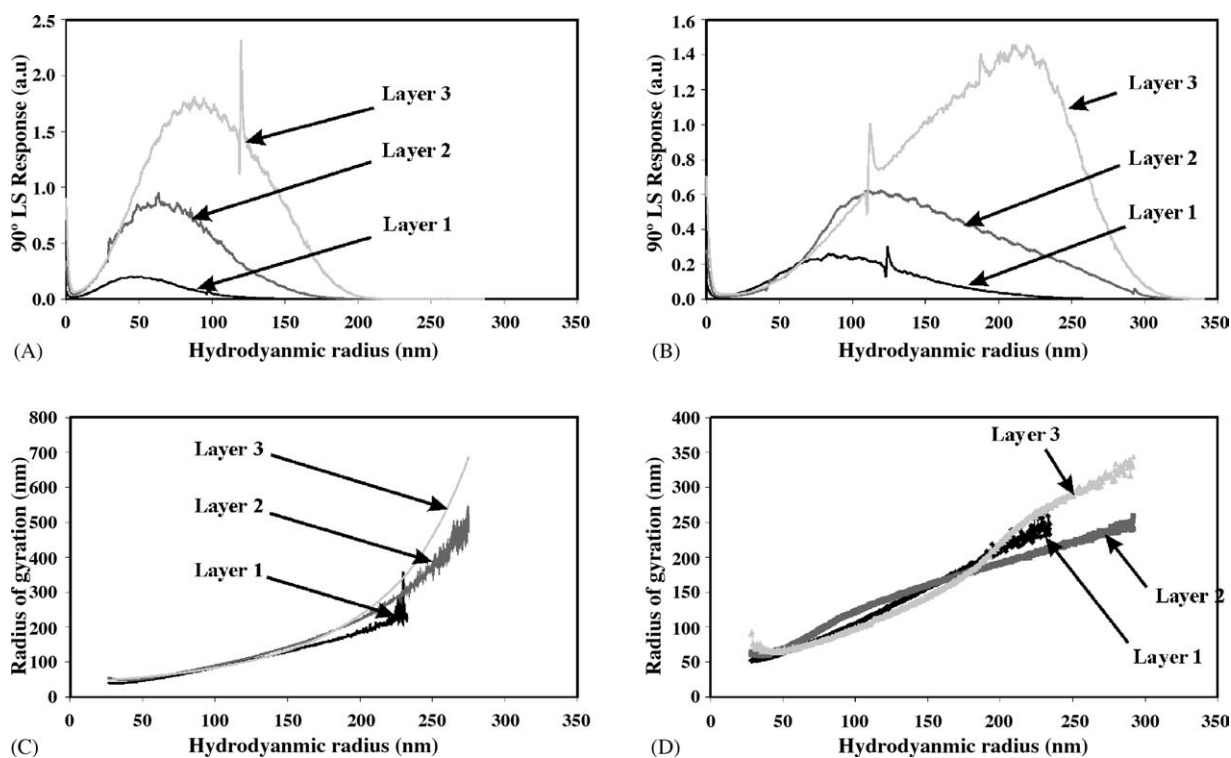 2.5
2.0
1.5
1.0
0.5
0.0
0
50
100
150
200
250
300
350
90º LS Response (a.u)
Layer 3
Layer 2
Layer 1
Hydrodyanmic radius (nm)
(A)
1.6
1.4
1.2
1.0
0.8
0.6
0.4
0.2
0.0
0
50
100
150
200
250
300
350
90º LS Response (a.u)
Layer 3
Layer 2
Layer 1
Hydrodyanmic radius (nm)
(B)
800
700
600
500
400
300
200
100
0
0
50
100
150
200
250
300
350
Radius of gyration (nm)
Layer 3
Layer 2
Layer 1
Hydrodyanmic radius (nm)
(C)
400
350
300
250
200
150
100
50
0
0
50
100
150
200
250
300
350
Radius of gyration (nm)
Layer 3
Layer 2
Layer 1
Hydrodyanmic radius (nm)
(D)